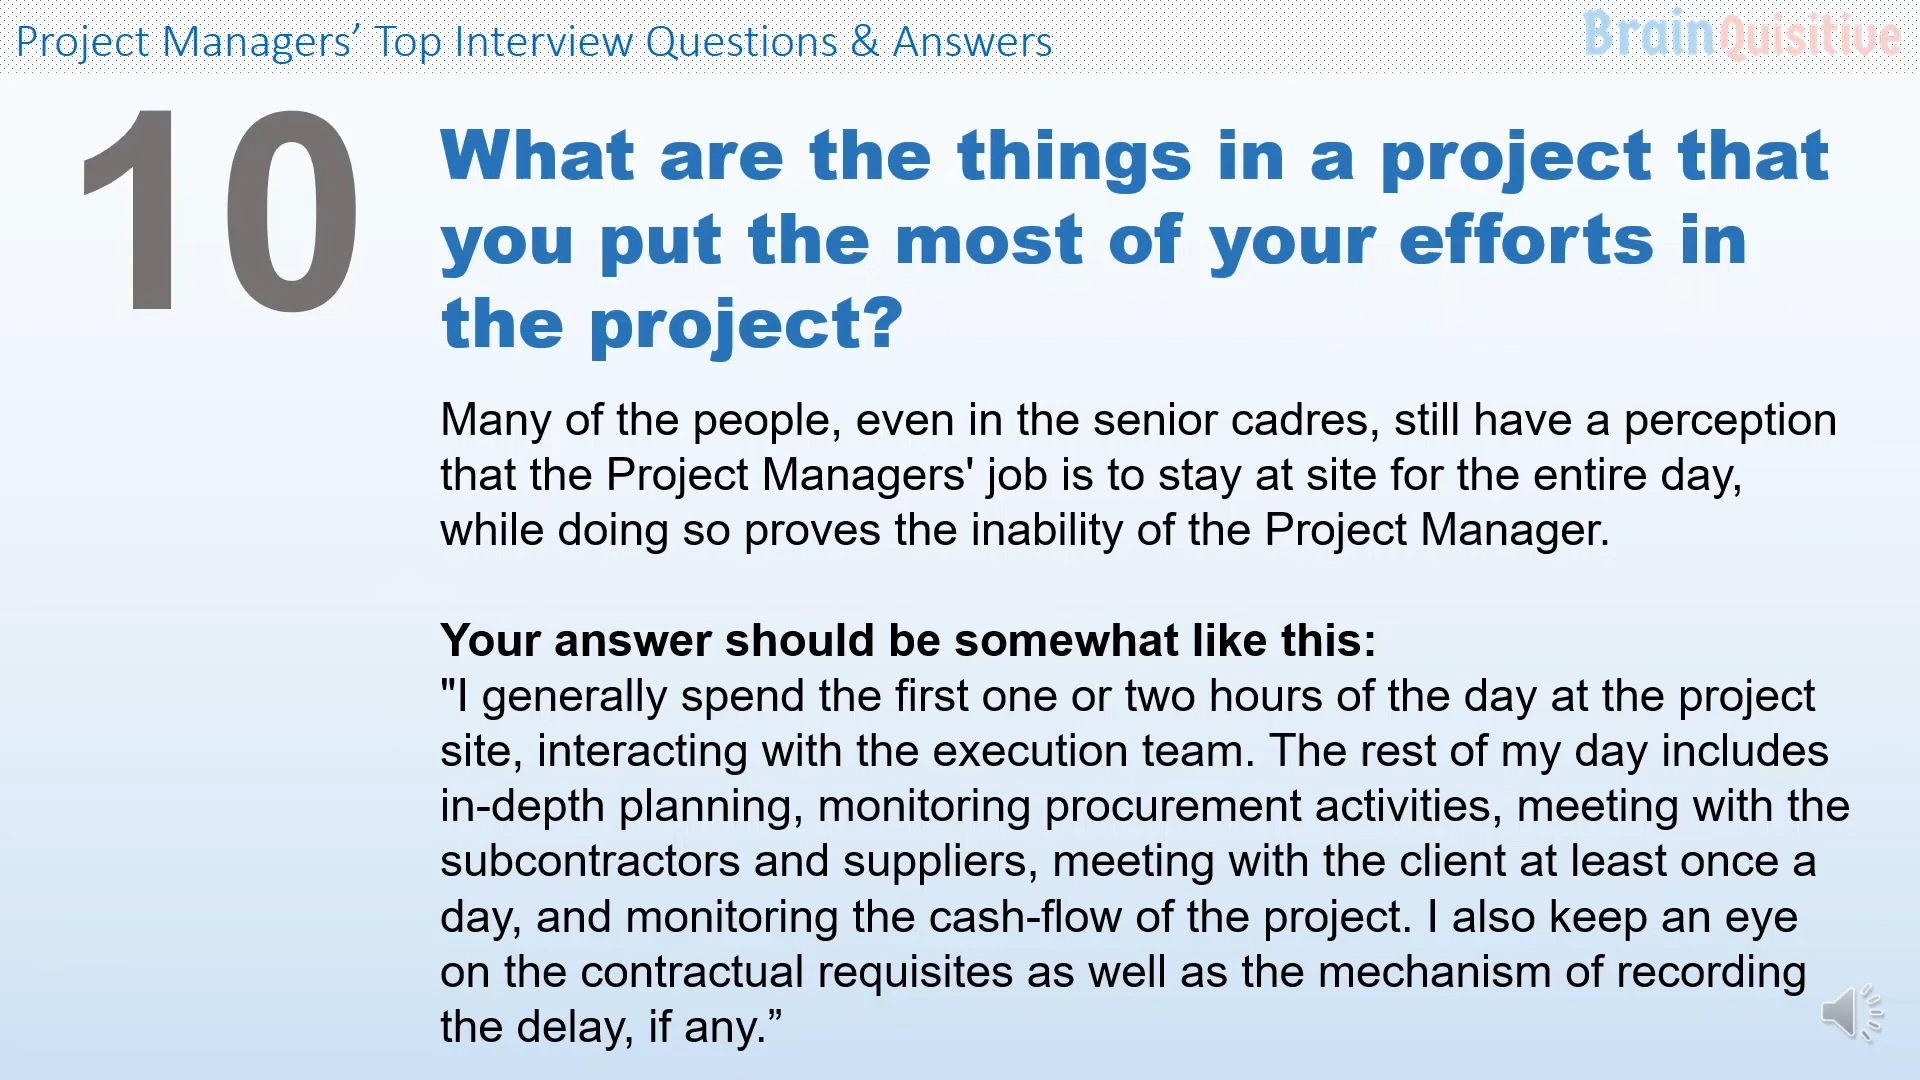 Project Managers’ Top Interview Questions & Answers
BrainQuisitive
10
What are the things in a project that
you put the most of your efforts in
the project?
Many of the people, even in the senior cadres, still have a perception
that the Project Managers' job is to stay at site for the entire day,
while doing so proves the inability of the Project Manager.
Your answer should be somewhat like this:
"I generally spend the first one or two hours of the day at the project
site, interacting with the execution team. The rest of my day includes
in-depth planning, monitoring procurement activities, meeting with the
subcontractors and suppliers, meeting with the client at least once a
day, and monitoring the cash-flow of the project. I also keep an eye
on the contractual requisites as well as the mechanism of recording
the delay, if any.”